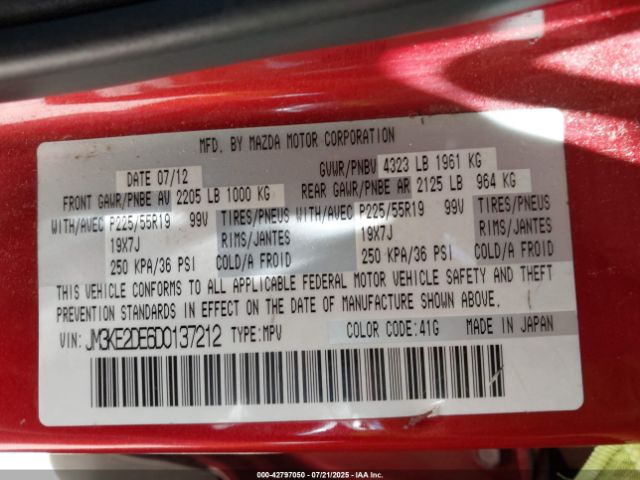 MFD. BY MAZDA MOTOR CORPORATION
DATE 07/12 GVWR/PNBV 4323 LB 1961 KG
FRONT GAWR/PNBE AV 2205 LB 1000 KG REAR GAWR/PNBE AR 2125 LB 964 KG
WITH/AVEC P225/55R19 99V TIRES/PNEUS WITH/AVEC P225/55R19 99V TIRES/PNEUS
19X7J RIMS/JANTES 19X7J RIMS/JANTES
250 KPA/36 PSI COLD/A FROID 250 KPA/36 PSI COLD/A FROID
THIS VEHICLE CONFORMS TO ALL APPLICABLE FEDERAL MOTOR VEHICLE SAFETY AND THEFT
PREVENTION STANDARDS IN EFFECT ON THE DATE OF MANUFACTURE SHOWN ABOVE.
VIN: JM3KE2DE6D0137212 TYPE:MPV COLOR CODE:41G MADE IN JAPAN
000-42797050 - 07/21/2025 - IAA Inc.